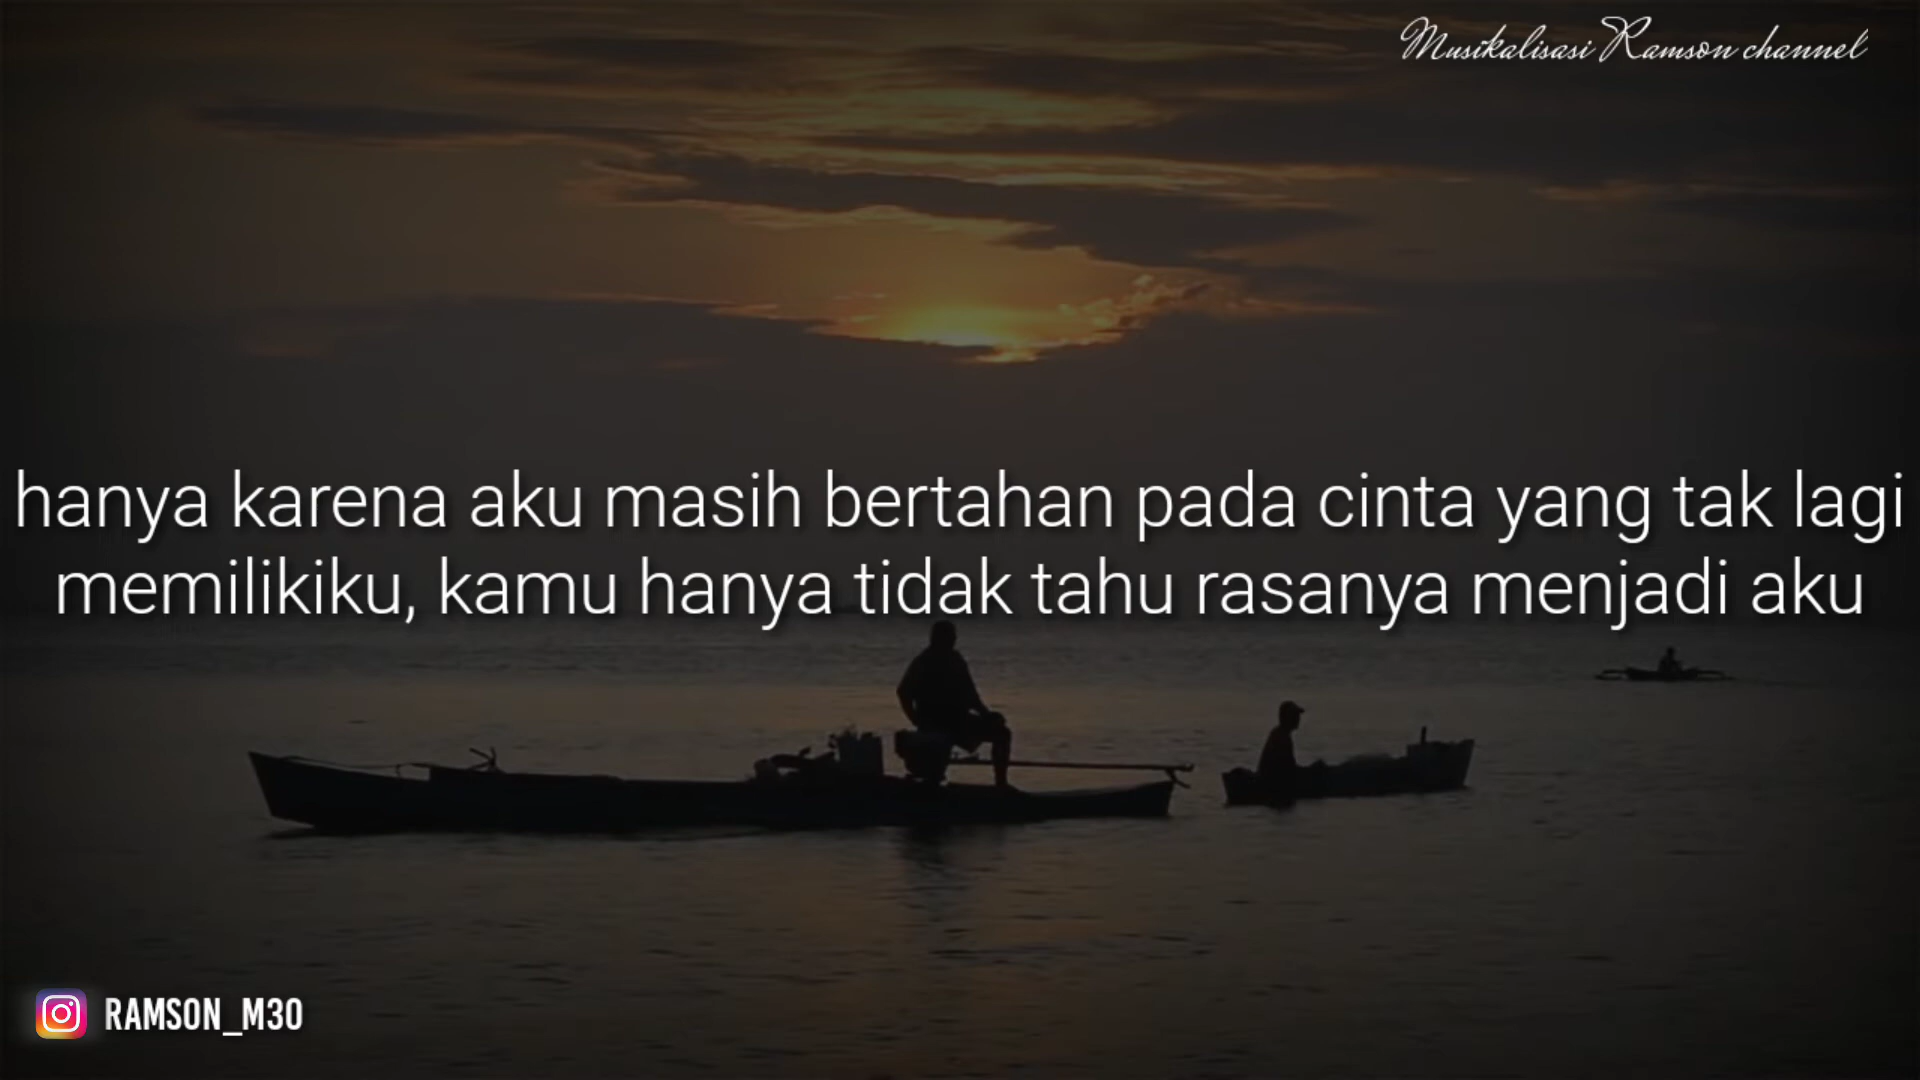 Musikalisasi Ramson channel
hanya karena aku masih bertahan pada cinta yang tak lagi
memilikiku, kamu hanya tidak tahu rasanya menjadi aku
RAMSON_M30